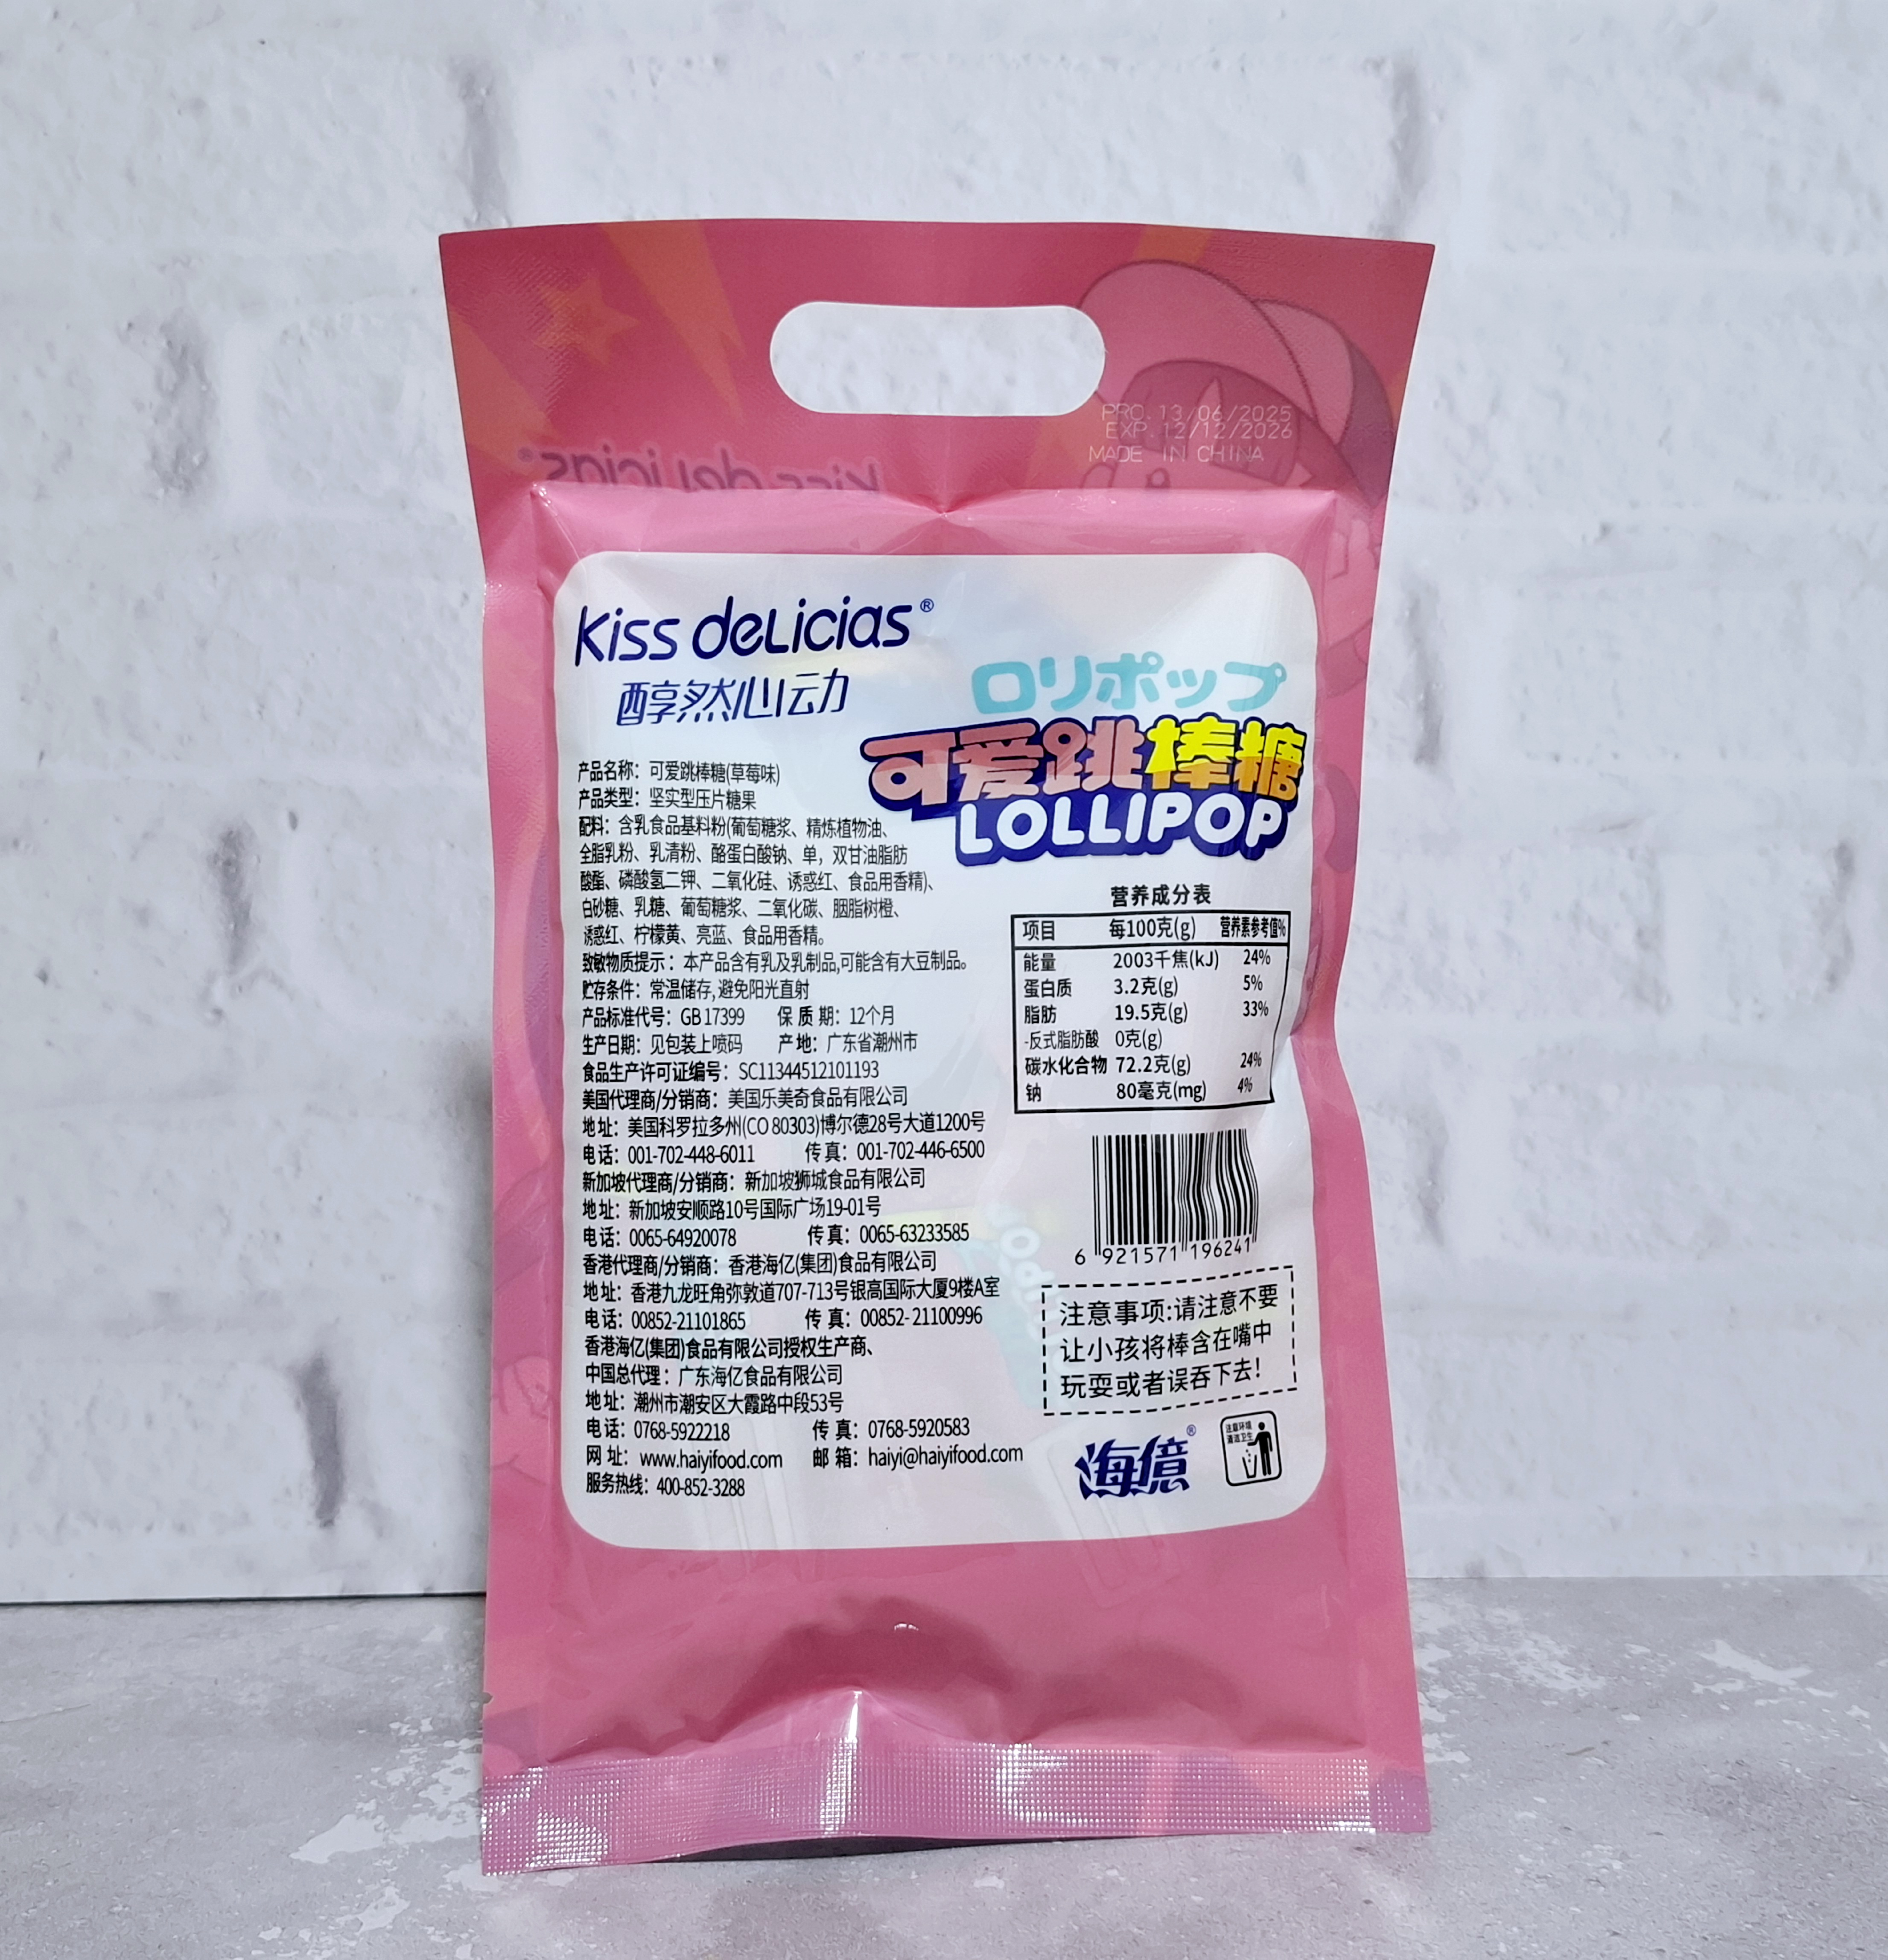 PRO. 13/06/2025
EXP. 12/12/2026
MADE IN CHINA
Kiss deLicias
Kiss deLicias®
醇然心动
ロリポップ
可爱跳棒糖
LOLLIPOP
产品名称：可爱跳棒糖(草莓味)
产品类型：坚实型压片糖果
配料：含乳食品基料粉(葡萄糖浆、精炼植物油、
全脂乳粉、乳清粉、酪蛋白酸钠、单，双甘油脂肪
酸酯、磷酸氢二钾、二氧化硅、诱惑红、食品用香精)、
白砂糖、乳糖、葡萄糖浆、二氧化碳、胭脂树橙、
诱惑红、柠檬黄、亮蓝、食品用香精。
致敏物质提示：本产品含有乳及乳制品,可能含有大豆制品。
贮存条件：常温储存,避免阳光直射
产品标准代号：GB 17399 保 质 期：12个月
生产日期：见包装上喷码 产 地：广东省潮州市
食品生产许可证编号：SC11344512101193
美国代理商/分销商：美国乐美奇食品有限公司
地 址：美国科罗拉多州(CO 80303)博尔德28号大道1200号
电 话：001-702-448-6011 传 真：001-702-446-6500
新加坡代理商/分销商：新加坡狮城食品有限公司
地 址：新加坡安顺路10号国际广场19-01号
电 话：0065-64920078 传 真：0065-63233585
香港代理商/分销商：香港海亿(集团)食品有限公司
地 址：香港九龙旺角弥敦道707-713号银高国际大厦9楼A室
电 话：00852-21101865 传 真：00852-21100996
香港海亿(集团)食品有限公司授权生产商、
中国总代理：广东海亿食品有限公司
地 址：潮州市潮安区大霞路中段53号
电 话：0768-5922218 传 真：0768-5920583
网 址：www.haiyifood.com 邮 箱：haiyi@haiyifood.com
服务热线：400-852-3288
营养成分表
项目 每100克(g) 营养素参考值%
能量 2003千焦(kJ) 24%
蛋白质 3.2克(g) 5%
脂肪 19.5克(g) 33%
-反式脂肪酸 0克(g)
碳水化合物 72.2克(g) 24%
钠 80毫克(mg) 4%
6 921571 196241
注意事项:请注意不要
让小孩将棒含在嘴中
玩耍或者误吞下去!
海億®
注意环境
清洁卫生